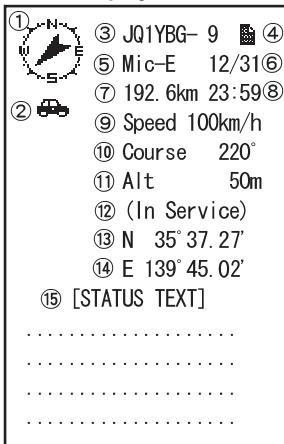 ① N
W E
S
③ JQ1YBG- 9 ④
⑤ Mic-E 12/31⑥
⑦ 192.6km 23:59⑧
②
⑨ Speed 100km/h
⑩ Course 220°
⑪ Alt 50m
⑫ (In Service)
⑬ N 35°37.27'
⑭ E 139°45.02'
⑮ [STATUS TEXT]
.....................
.....................
.....................
.....................